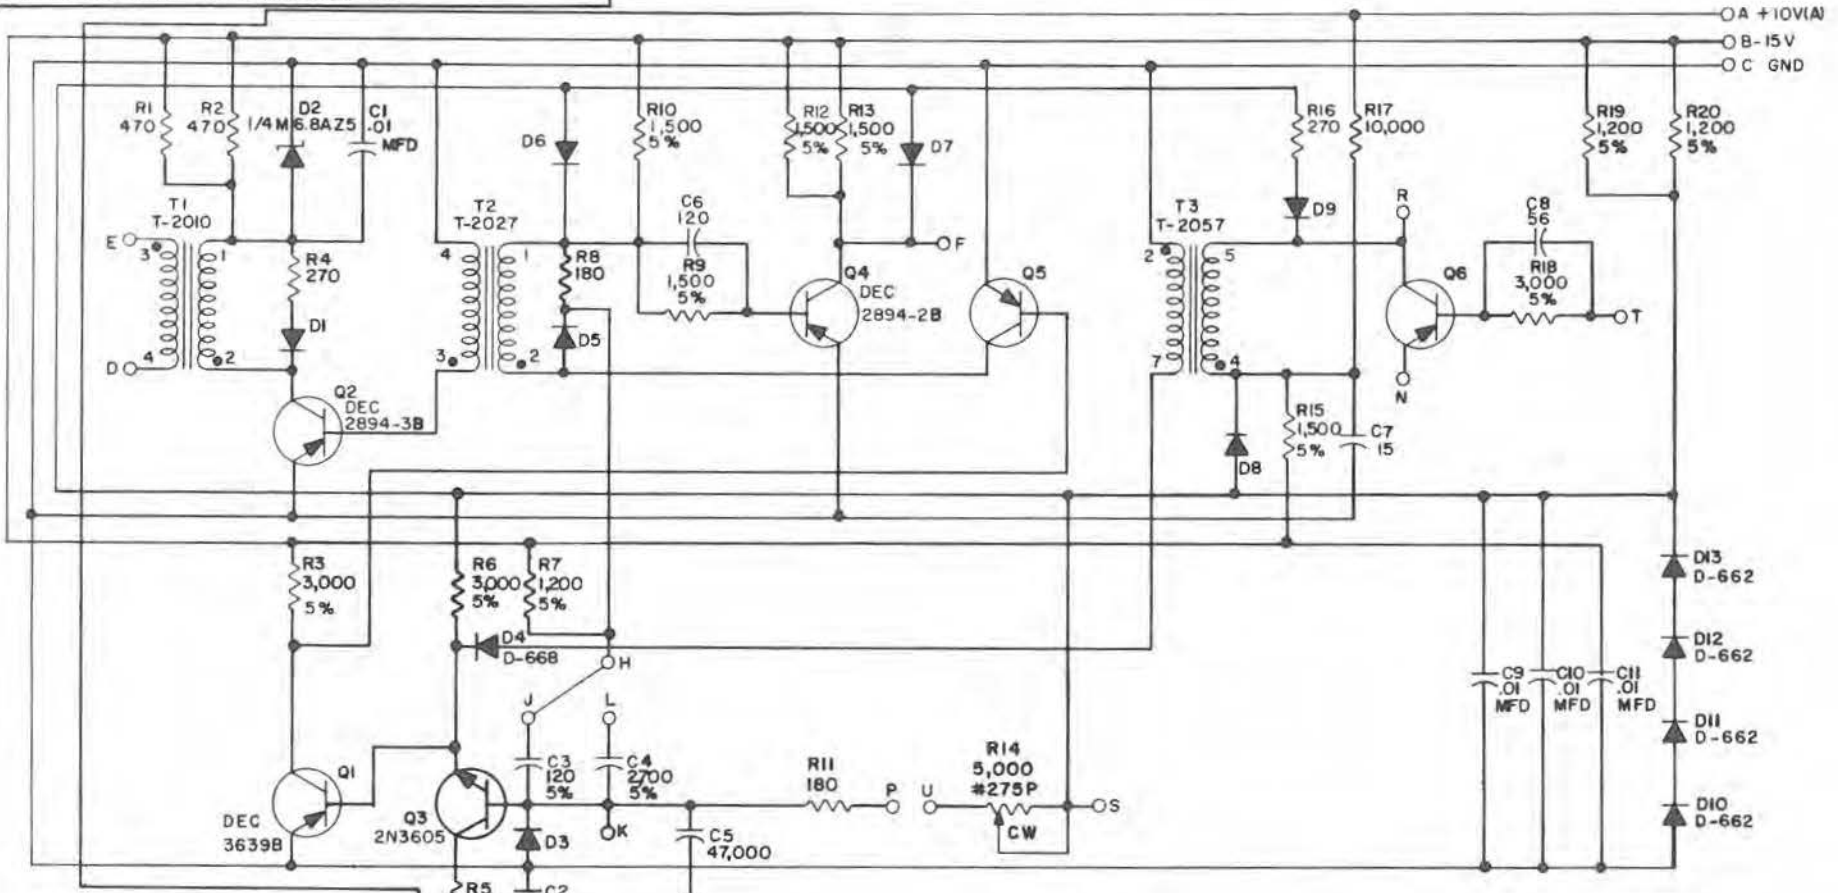 A +10V(A)
B-15V
C GND
R1
470
R2
470
D2
1/4M6.8AZ5
C1
.01
MFD
D6
R10
1,500
5%
R12
1,500
5%
R13
1,500
5%
D7
R16
270
R17
10,000
R19
1,200
5%
R20
1,200
5%
T1
T-2010
T2
T-2027
C6
120
T3
T-2057
D9
R
C8
56
E
3
1
R4
270
4
1
R8
180
R9
1,500
5%
F
Q4
DEC
2894-2B
Q5
2
5
Q6
R18
3,000
5%
T
D1
D5
D
4
2
3
2
7
4
N
Q2
DEC
2894-3B
R15
1,500
5%
C7
15
D8
R3
3,000
5%
R6
3,000
5%
R7
1,200
5%
D13
D-662
D4
D-668
H
D12
D-662
J
L
C9
.01
MFD
C10
.01
MFD
C11
.01
MFD
D11
D-662
Q1
C3
120
5%
C4
2700
5%
R11
180
P
U
R14
5,000
#275P
S
D10
D-662
DEC
3639B
Q3
2N3605
D3
K
C5
47,000
CW
R5
C2